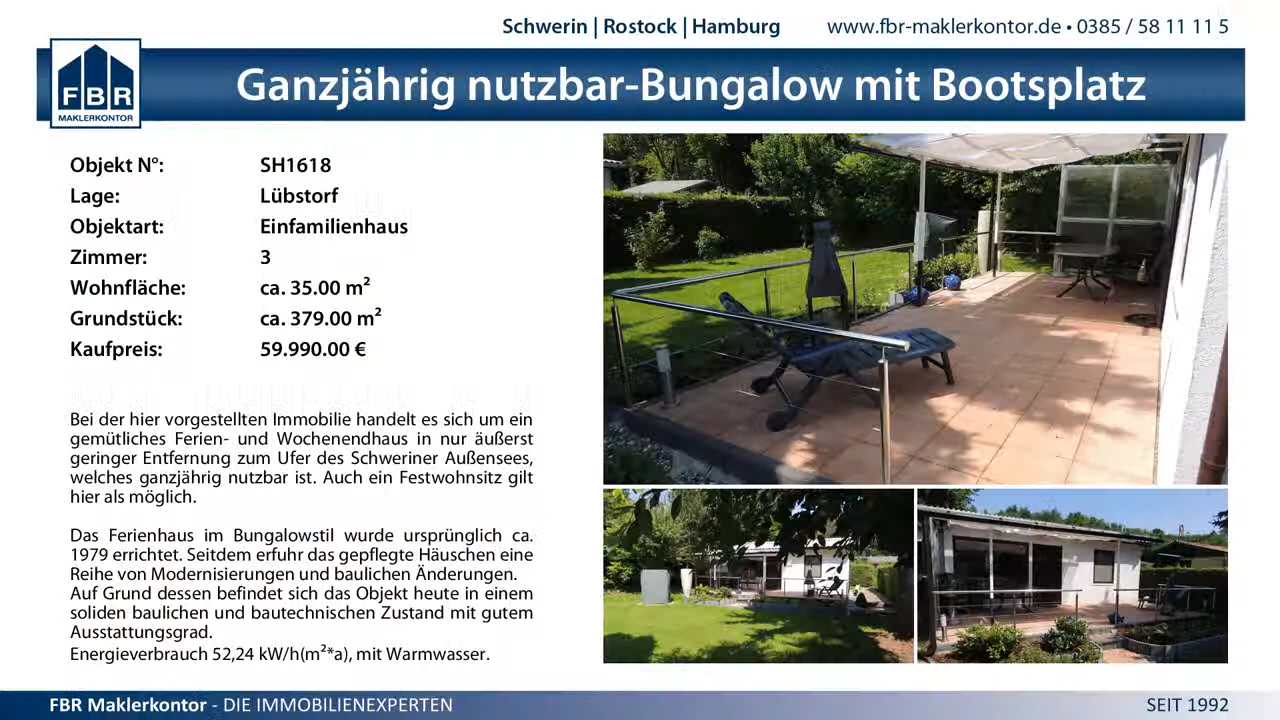 Schwerin | Rostock | Hamburg www.fbr-maklerkontor.de • 0385 / 58 11 11 5
FBR
MAKLERKONTOR
Ganzjährig nutzbar-Bungalow mit Bootsplatz
Objekt N°: SH1618
Lage: Lübstorf
Objektart: Einfamilienhaus
Zimmer: 3
Wohnfläche: ca. 35.00 m²
Grundstück: ca. 379.00 m²
Kaufpreis: 59.990.00 €
Bei der hier vorgestellten Immobilie handelt es sich um ein
gemütliches Ferien- und Wochenendhaus in nur äußerst
geringer Entfernung zum Ufer des Schweriner Außensees,
welches ganzjährig nutzbar ist. Auch ein Festwohnsitz gilt
hier als möglich.
Das Ferienhaus im Bungalowstil wurde ursprünglich ca.
1979 errichtet. Seitdem erfuhr das gepflegte Häuschen eine
Reihe von Modernisierungen und baulichen Änderungen.
Auf Grund dessen befindet sich das Objekt heute in einem
soliden baulichen und bautechnischen Zustand mit gutem
Ausstattungsgrad.
Energieverbrauch 52,24 kW/h(m²*a), mit Warmwasser.
FBR Maklerkontor - DIE IMMOBILIENEXPERTEN SEIT 1992